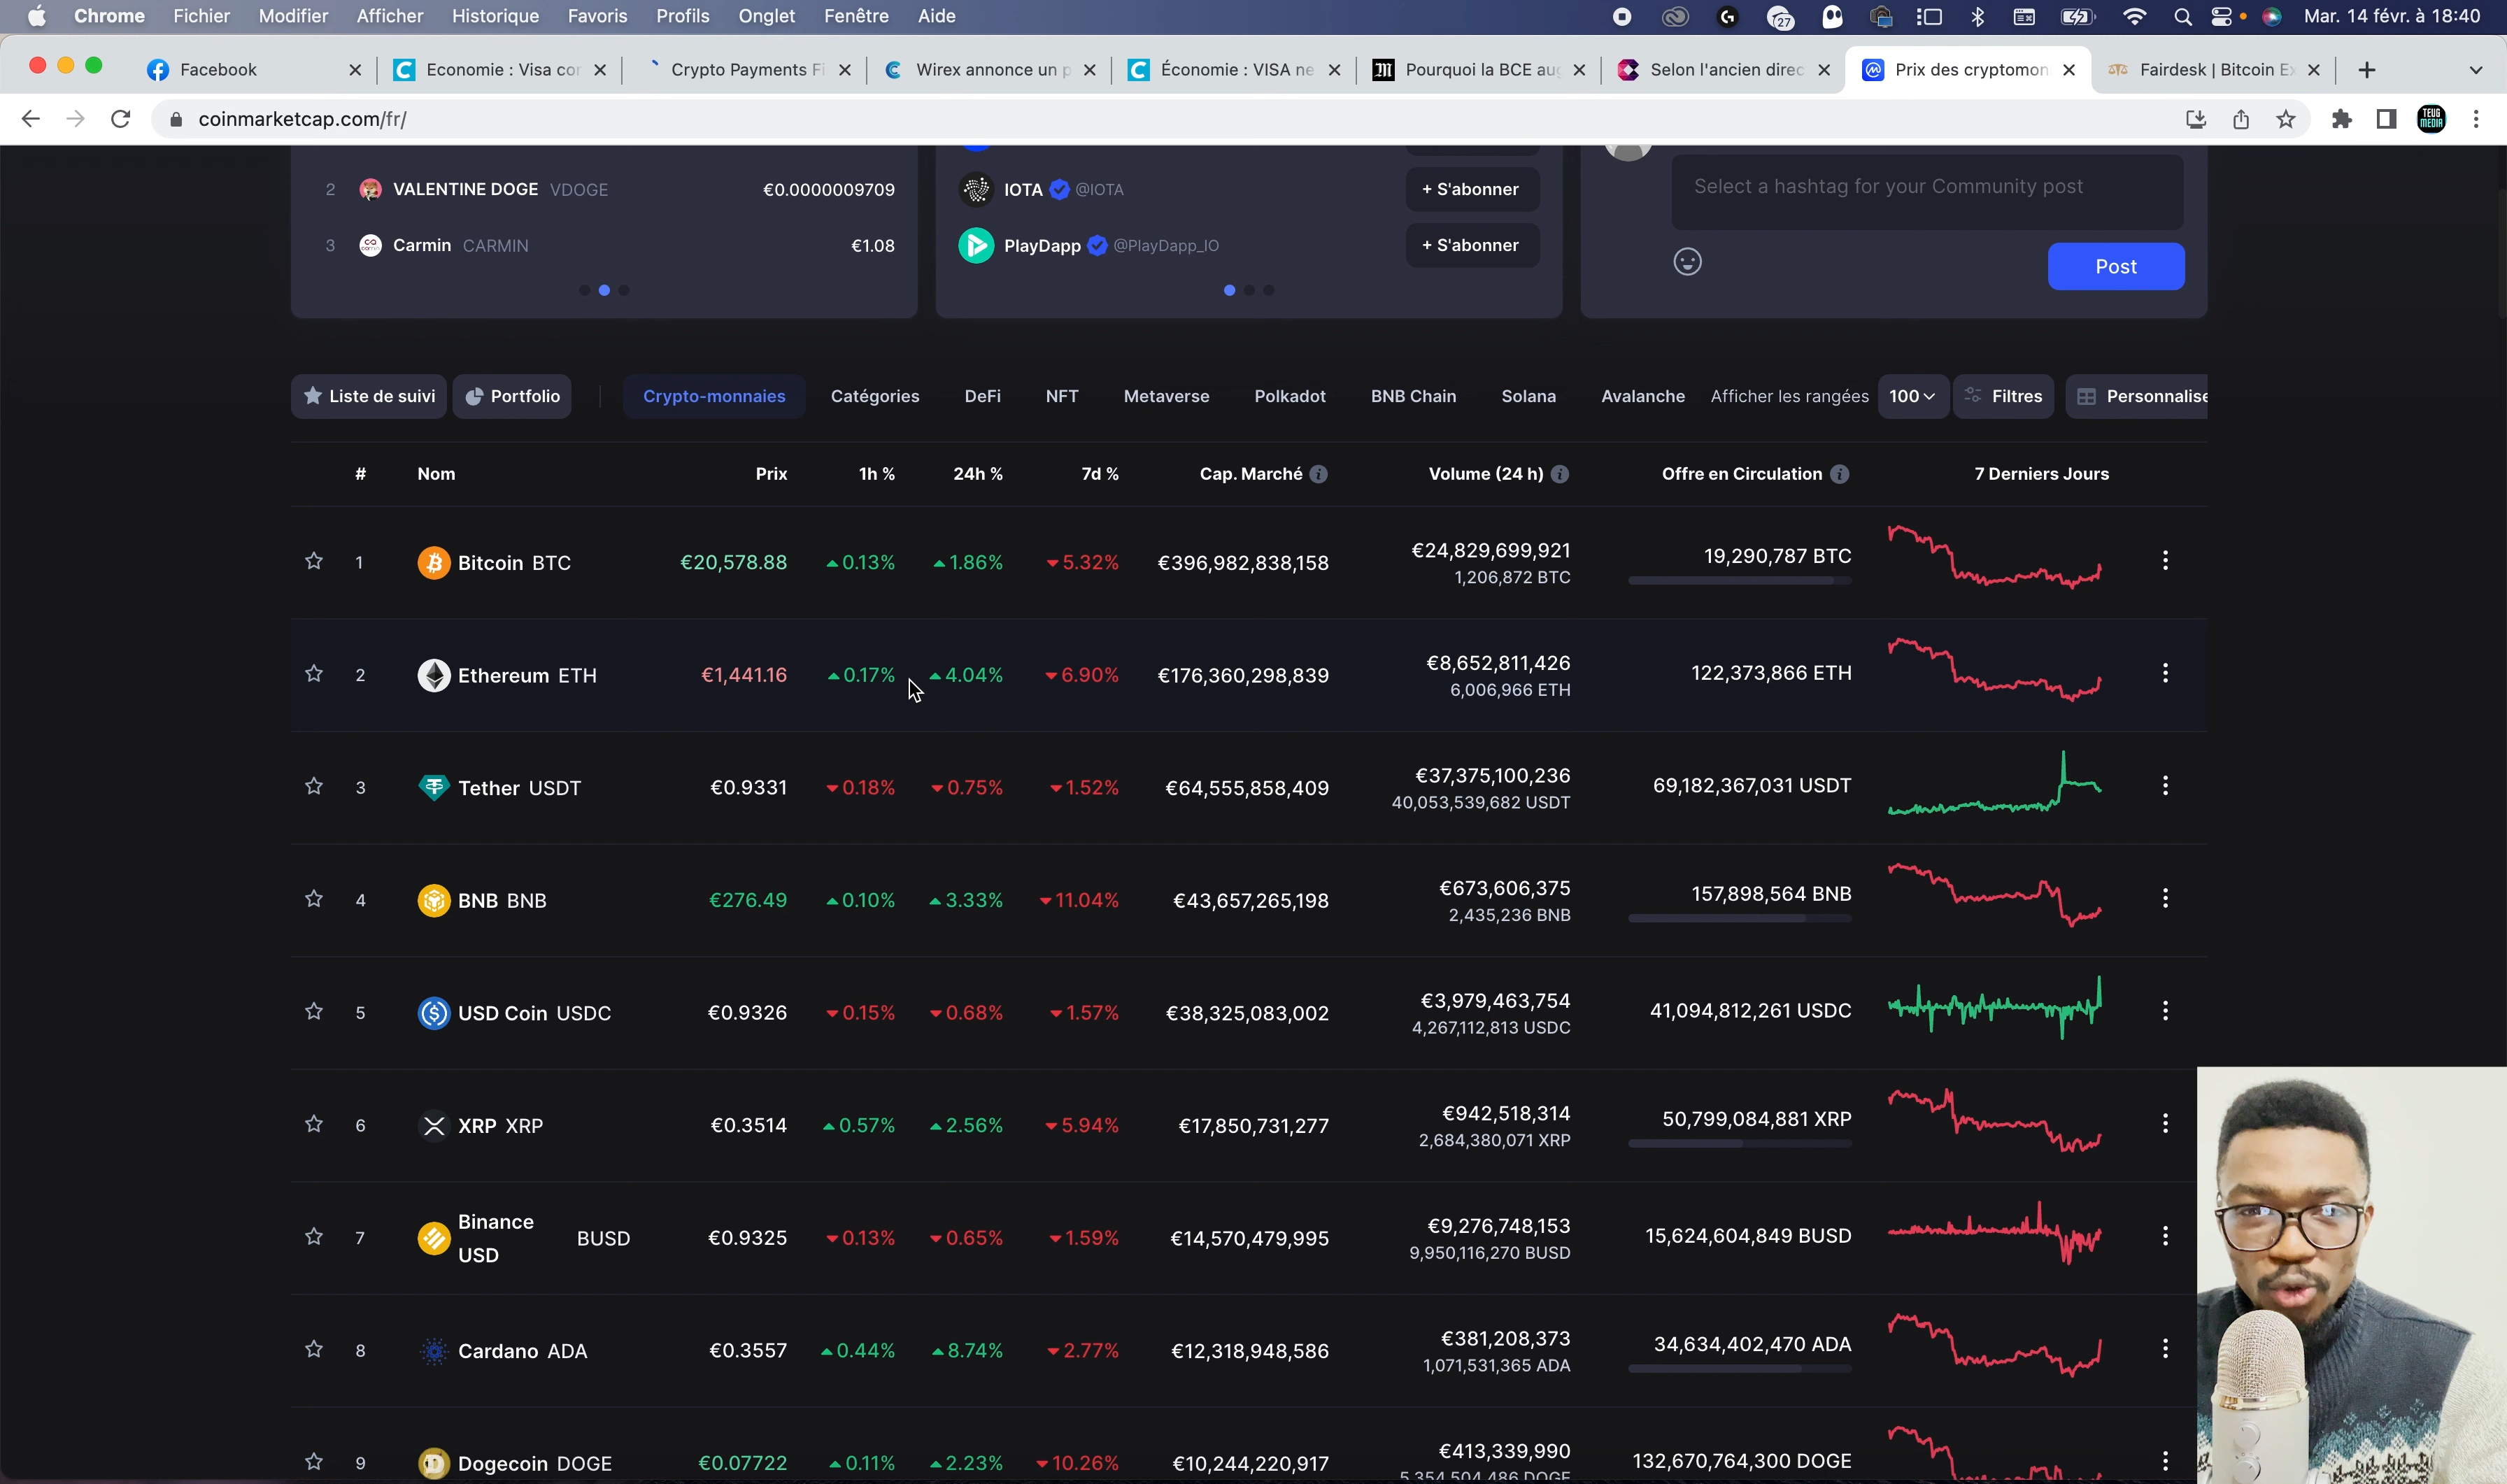 Chrome Fichier Modifier Afficher Historique Favoris Profils Onglet Fenêtre Aide 27 Mar. 14 févr. à 18:40
Facebook Economie : Visa cor Crypto Payments Fi Wirex annonce un p Économie : VISA ne Pourquoi la BCE aug Selon l'ancien direc Prix des cryptomon Fairdesk | Bitcoin Ex
coinmarketcap.com/fr/ TEUG MEDIA
2 VALENTINE DOGE VDOGE €0.0000009709
3 Carmin CARMIN €1.08
IOTA @IOTA + S'abonner
PlayDapp @PlayDapp_IO + S'abonner
Select a hashtag for your Community post
Post
Liste de suivi Portfolio Crypto-monnaies Catégories DeFi NFT Metaverse Polkadot BNB Chain Solana Avalanche Afficher les rangées 100 Filtres Personnalise
# Nom Prix 1h % 24h % 7d % Cap. Marché Volume (24 h) Offre en Circulation 7 Derniers Jours
1 Bitcoin BTC €20,578.88 0.13% 1.86% 5.32% €396,982,838,158 €24,829,699,921 19,290,787 BTC
1,206,872 BTC
2 Ethereum ETH €1,441.16 0.17% 4.04% 6.90% €176,360,298,839 €8,652,811,426 122,373,866 ETH
6,006,966 ETH
3 Tether USDT €0.9331 0.18% 0.75% 1.52% €64,555,858,409 €37,375,100,236 69,182,367,031 USDT
40,053,539,682 USDT
4 BNB BNB €276.49 0.10% 3.33% 11.04% €43,657,265,198 €673,606,375 157,898,564 BNB
2,435,236 BNB
5 USD Coin USDC €0.9326 0.15% 0.68% 1.57% €38,325,083,002 €3,979,463,754 41,094,812,261 USDC
4,267,112,813 USDC
6 XRP XRP €0.3514 0.57% 2.56% 5.94% €17,850,731,277 €942,518,314 50,799,084,881 XRP
2,684,380,071 XRP
7 Binance USD BUSD €0.9325 0.13% 0.65% 1.59% €14,570,479,995 €9,276,748,153 15,624,604,849 BUSD
9,950,116,270 BUSD
8 Cardano ADA €0.3557 0.44% 8.74% 2.77% €12,318,948,586 €381,208,373 34,634,402,470 ADA
1,071,531,365 ADA
9 Dogecoin DOGE €0.07722 0.11% 2.23% 10.26% €10,244,220,917 €413,339,990 132,670,764,300 DOGE
5,354,504,486 DOGE